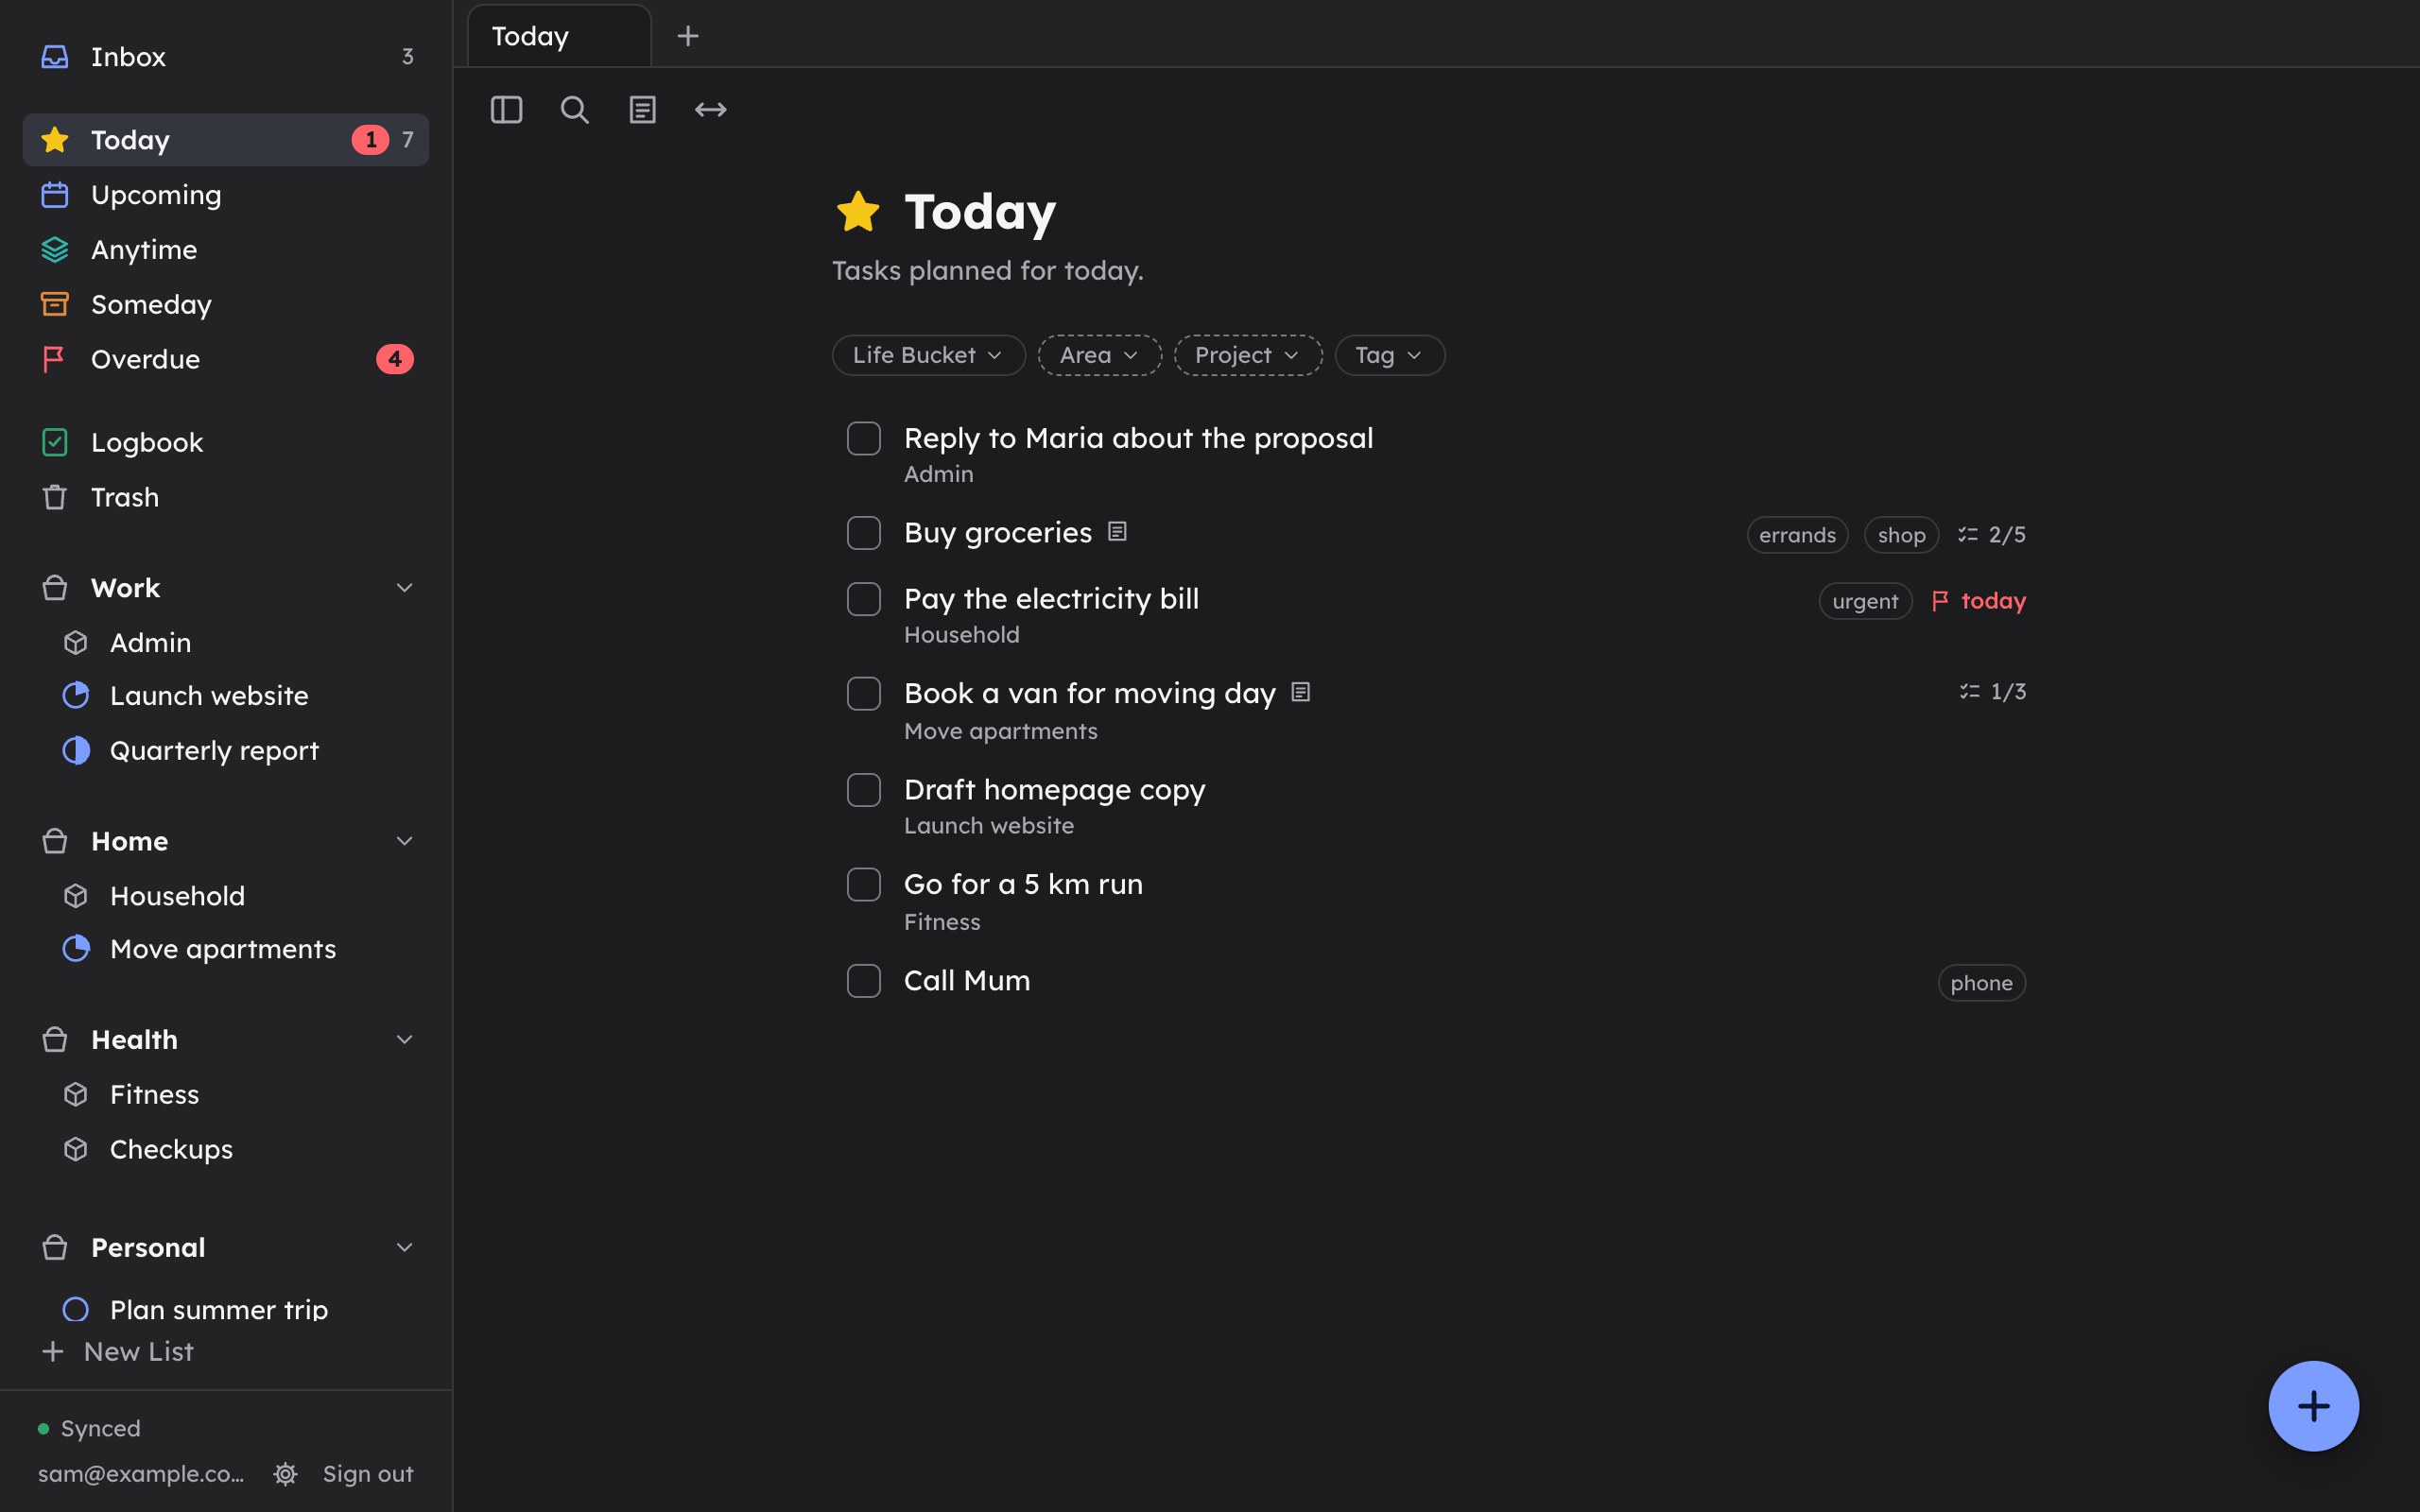 Inbox 3
Today 1 7
Upcoming
Anytime
Someday
Overdue 4
Logbook
Trash
Work
Admin
Launch website
Quarterly report
Home
Household
Move apartments
Health
Fitness
Checkups
Personal
Plan summer trip
New List
Synced
sam@example.co... Sign out
Today
Today
Tasks planned for today.
Life Bucket Area Project Tag
Reply to Maria about the proposal
Admin
Buy groceries errands shop 2/5
Pay the electricity bill urgent today
Household
Book a van for moving day 1/3
Move apartments
Draft homepage copy
Launch website
Go for a 5 km run
Fitness
Call Mum phone